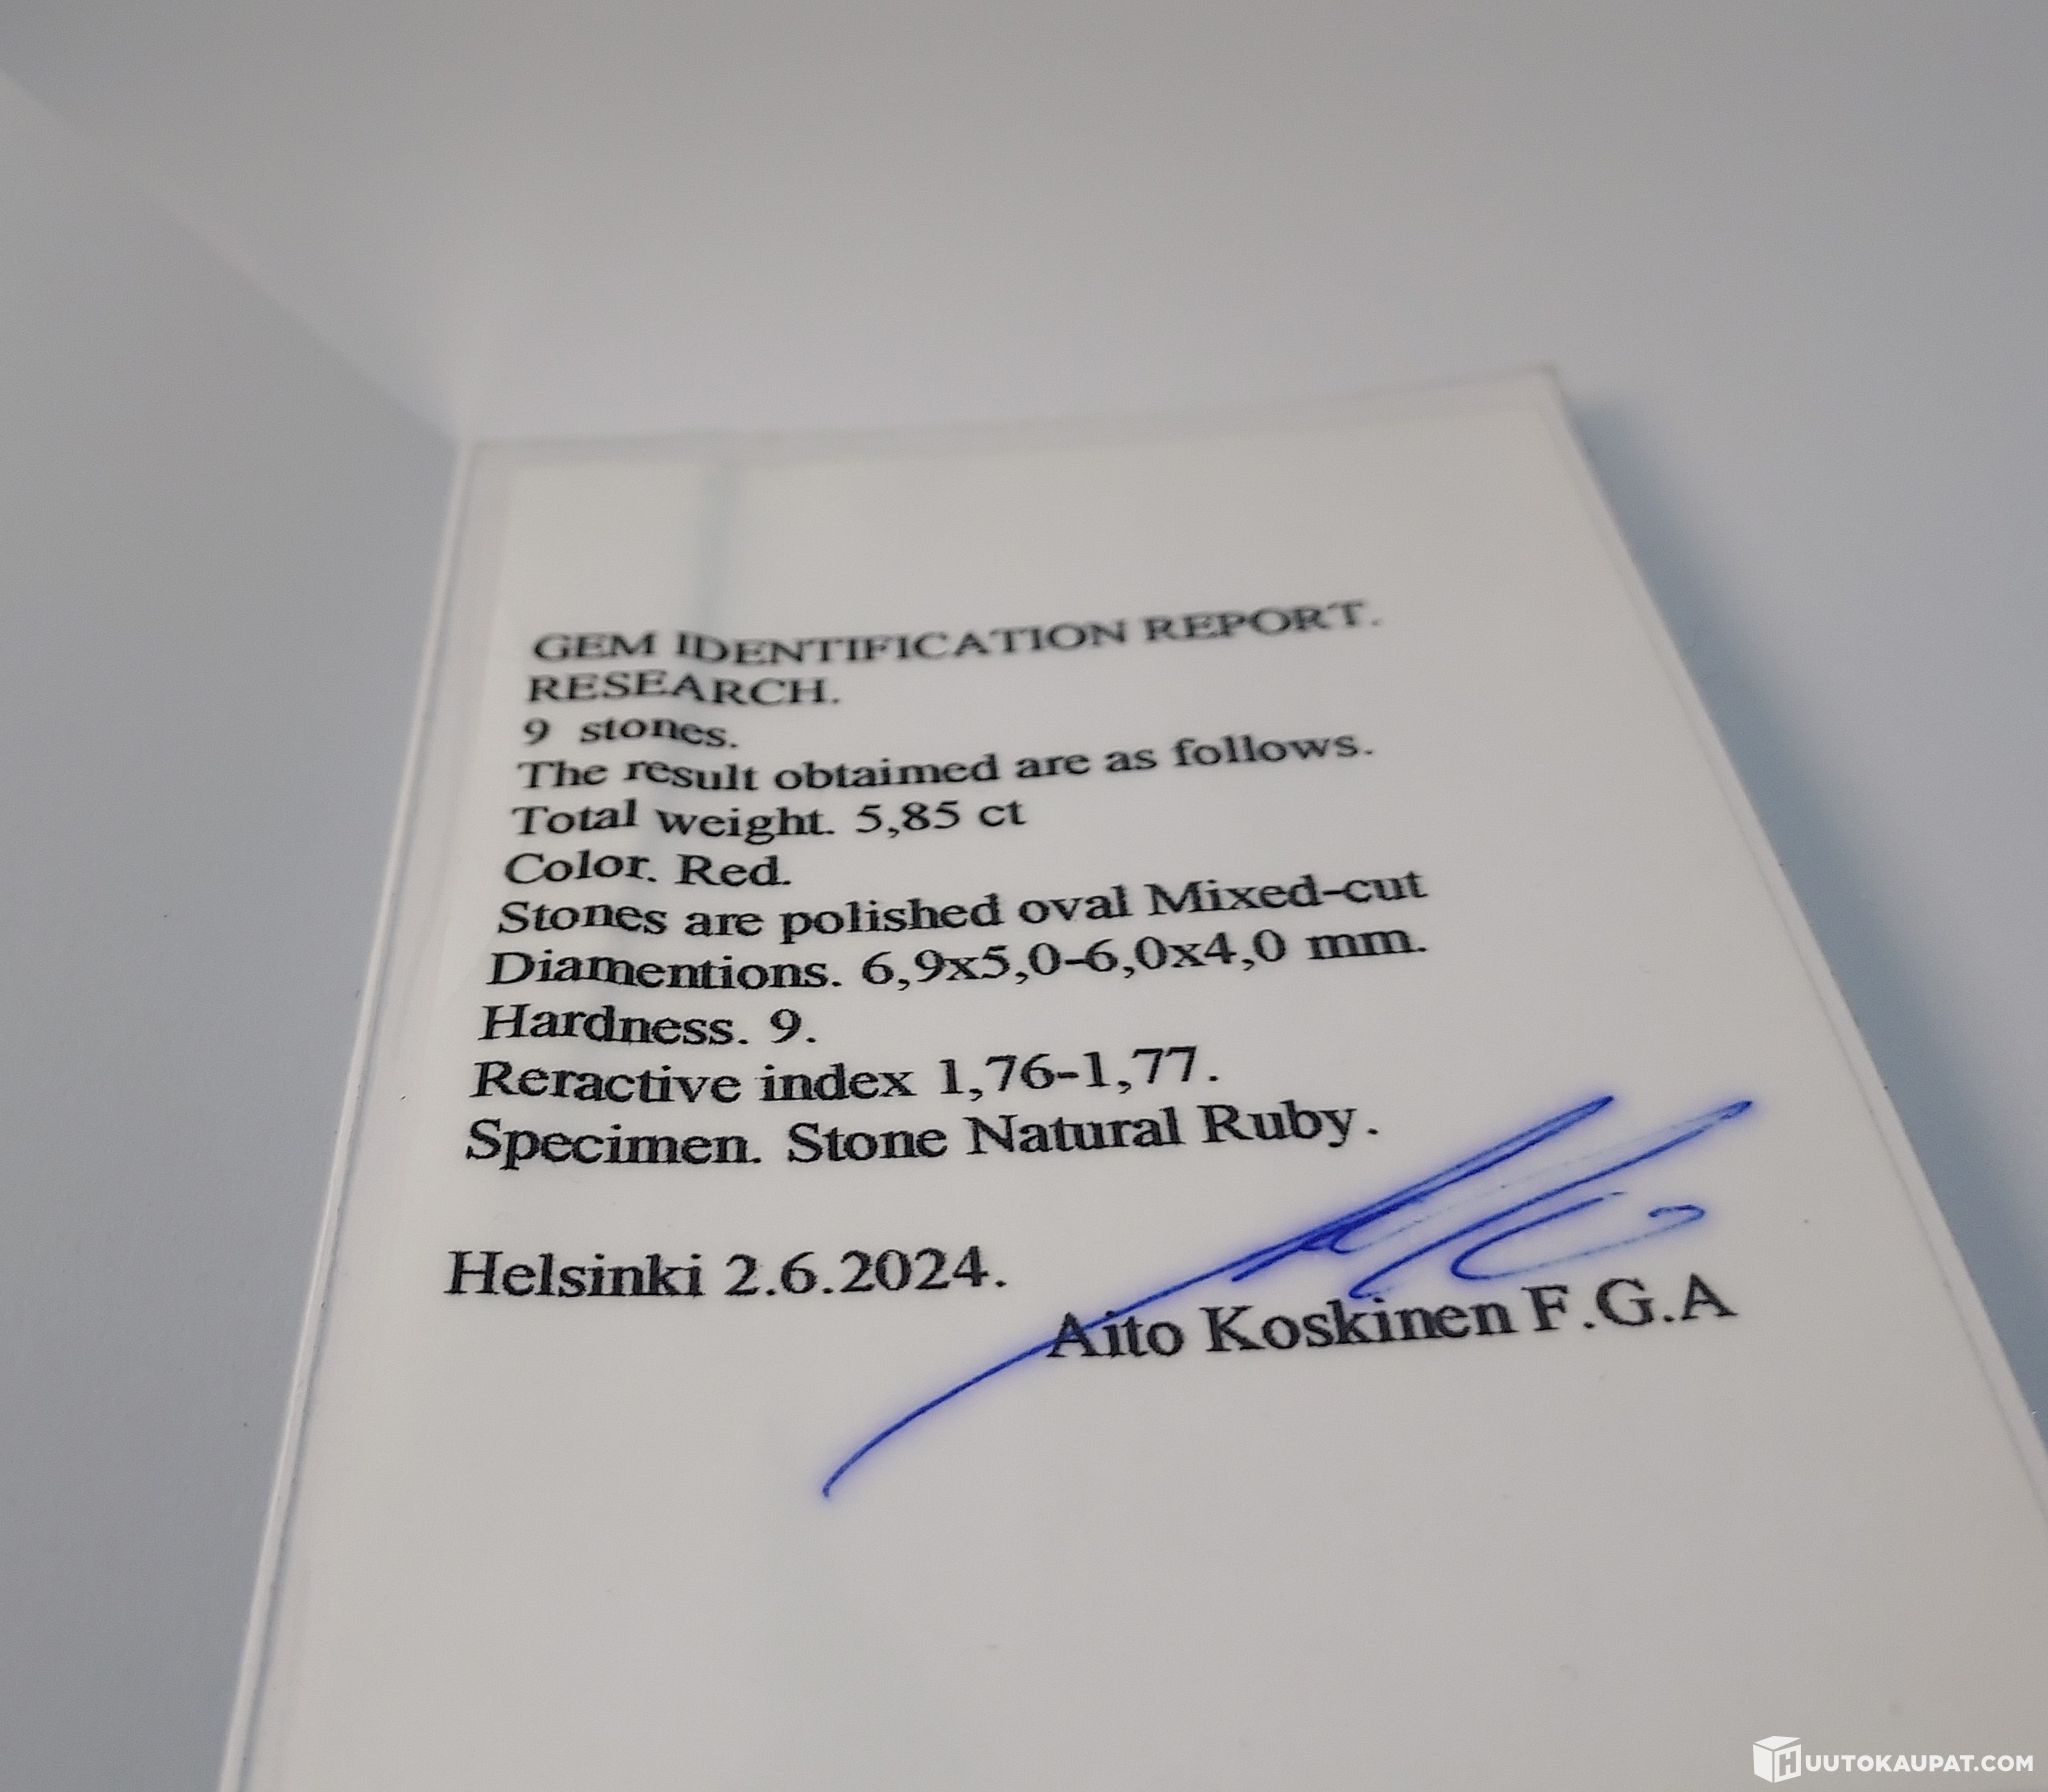 GEM IDENTIFICATION REPORT.
RESEARCH.
9 stones.
The result obtaimed are as follows.
Total weight. 5,85 ct
Color. Red.
Stones are polished oval Mixed-cut
Diamentions. 6,9x5,0-6,0x4,0 mm.
Hardness. 9.
Reractive index 1,76-1,77.
Specimen. Stone Natural Ruby.
Helsinki 2.6.2024.
Aito Koskinen F.G.A
HUUTOKAUPAT.COM